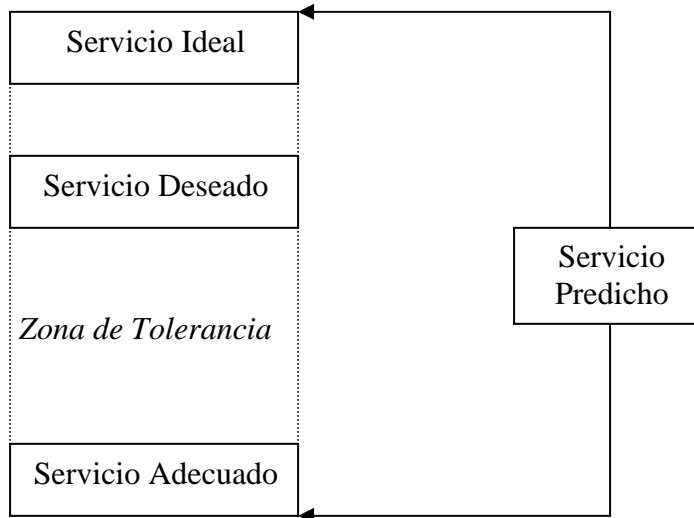 Servicio Ideal
Servicio Deseado
Servicio
Predicho
Zona de Tolerancia
Servicio Adecuado